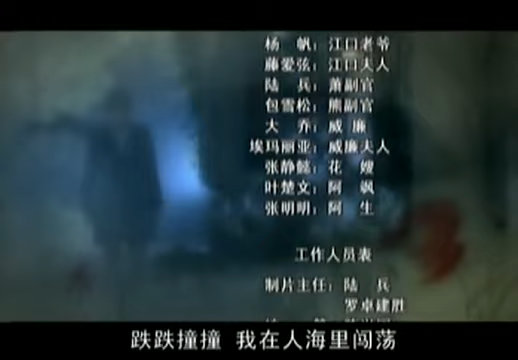 杨 帆：江口老爷
藤爱弦：江口夫人
陆 兵：萧副官
包雪松：熊副官
大 乔：威 廉
埃玛丽亚：威廉夫人
张静懿：花 嫂
叶楚文：阿 飒
张明明：阿 生
工作人员表
制片主任：陆 兵
罗卓建胜
跌跌撞撞 我在人海里闯荡